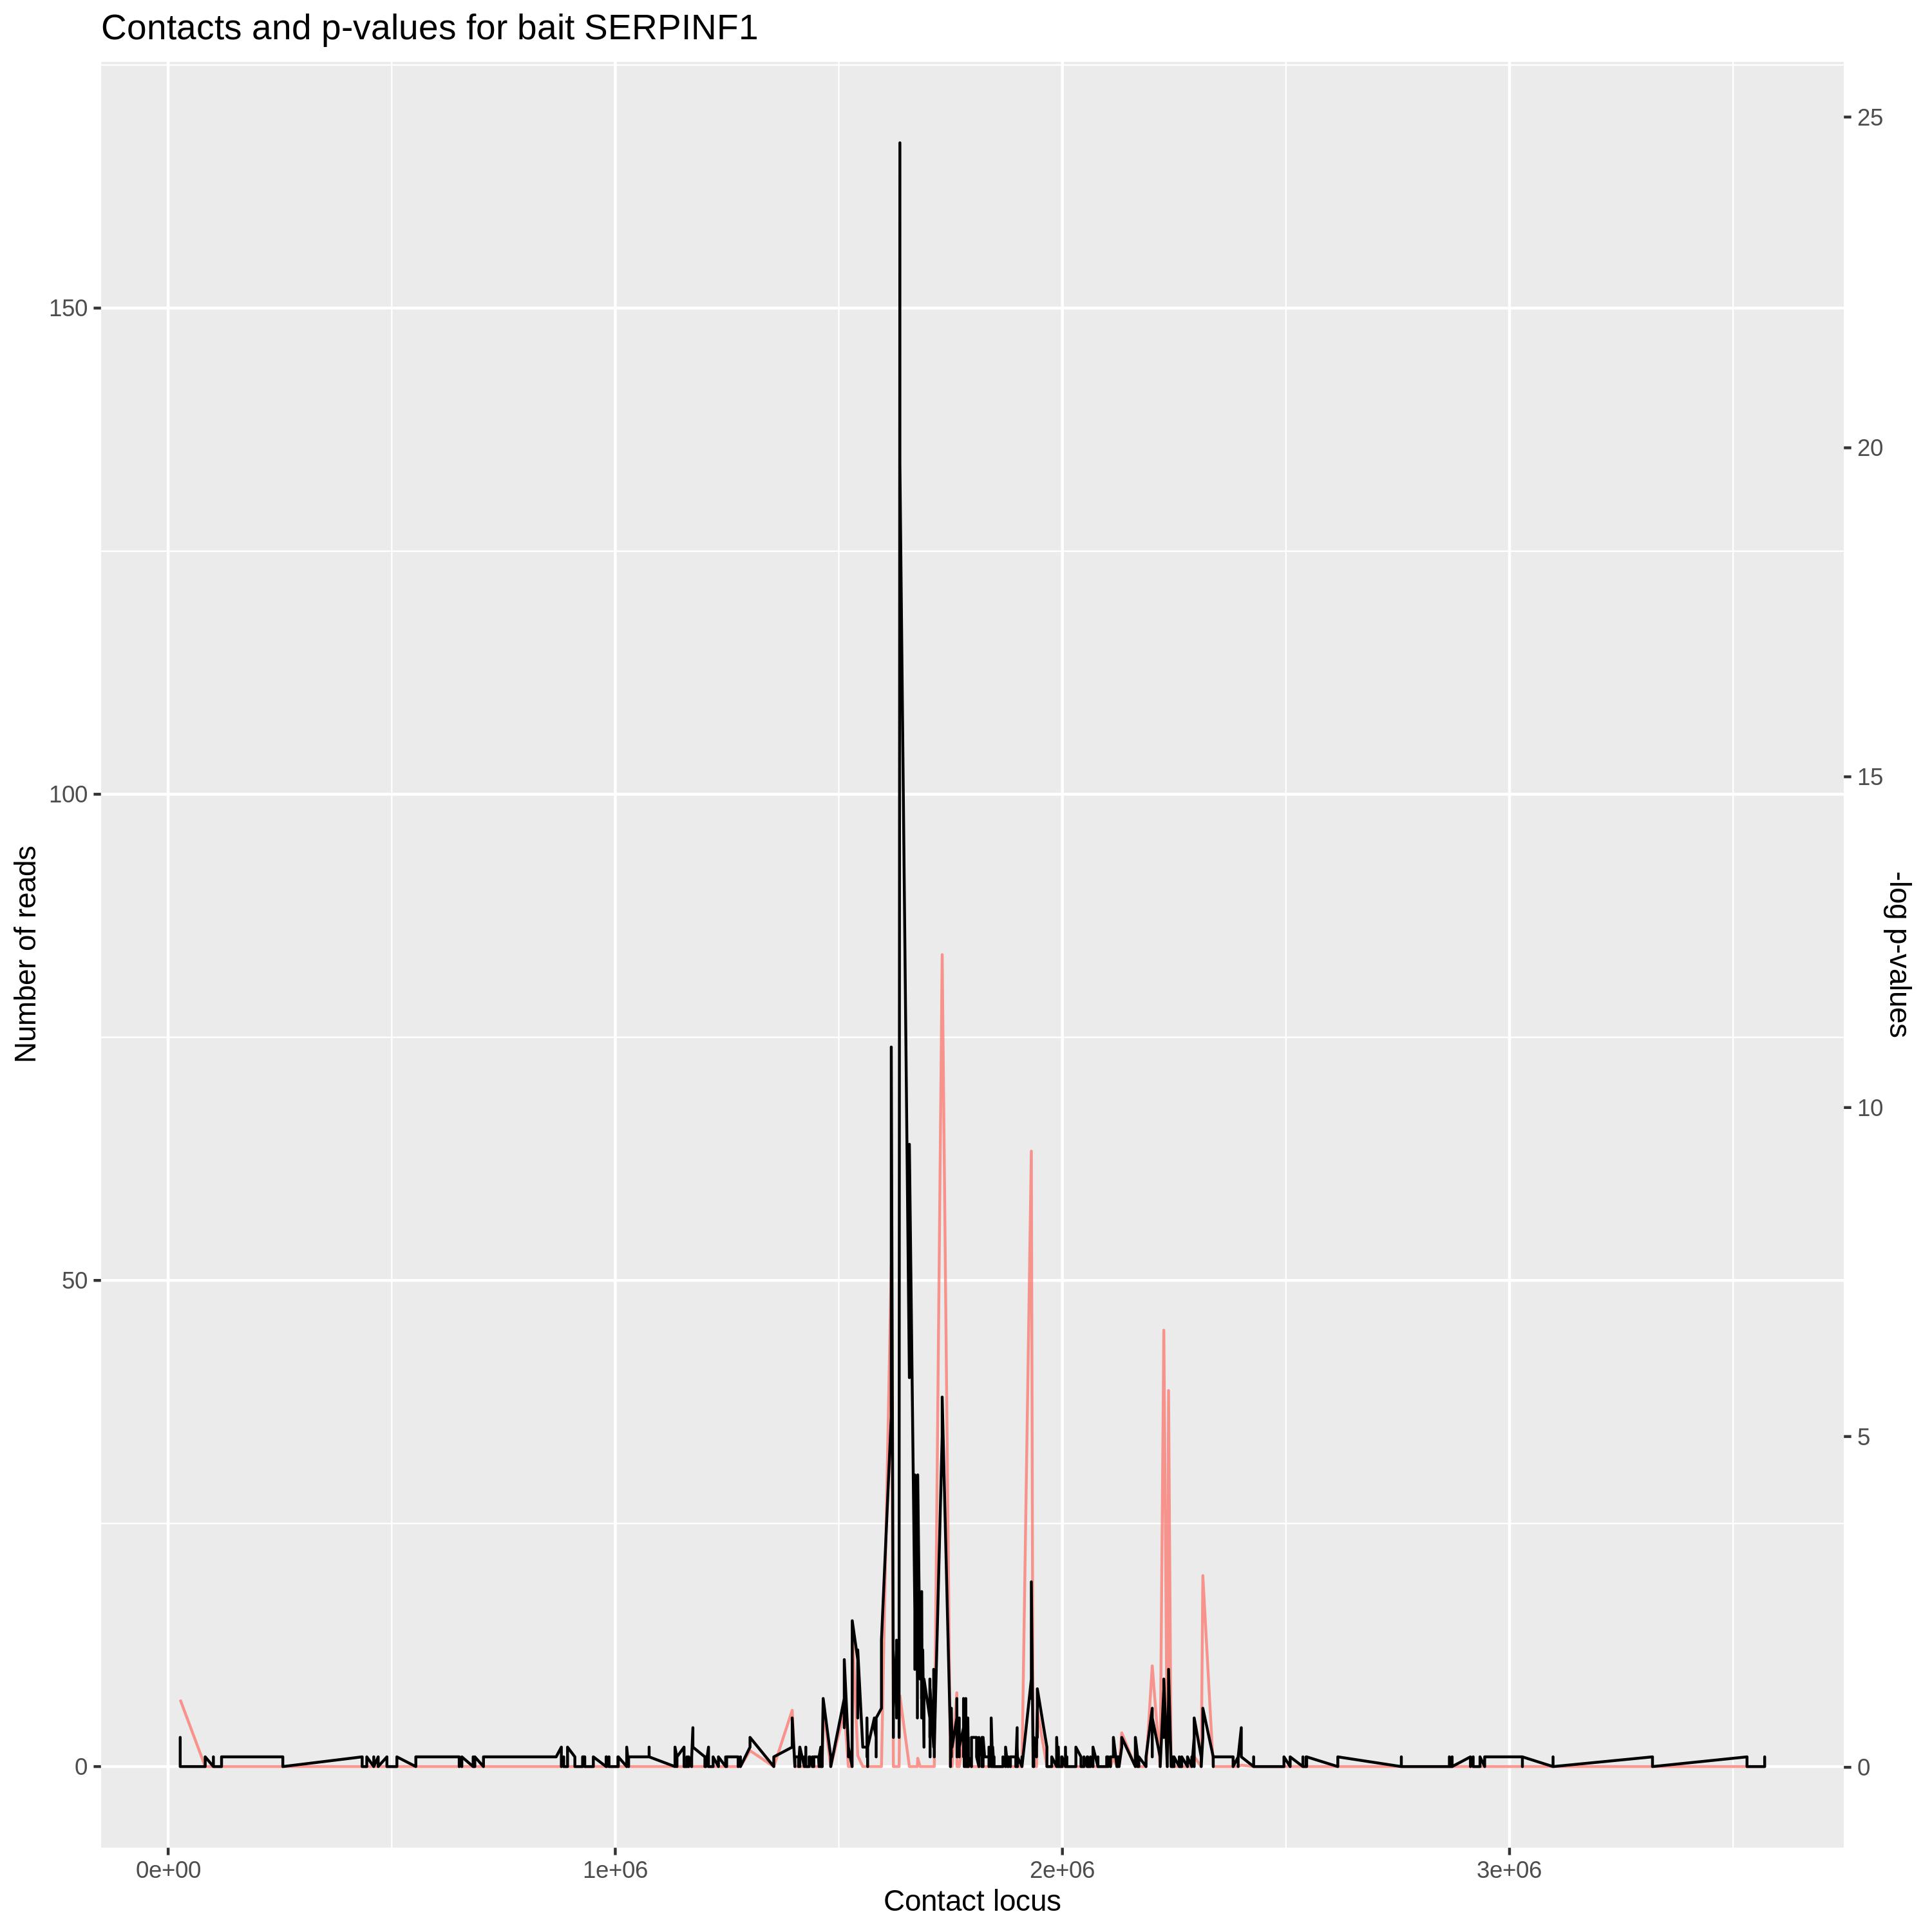 Contacts and p-values for bait SERPINF1
Number of reads
150
100
50
0
25
20
15
10
5
0
-log p-values
0e+00
1e+06
2e+06
3e+06
Contact locus